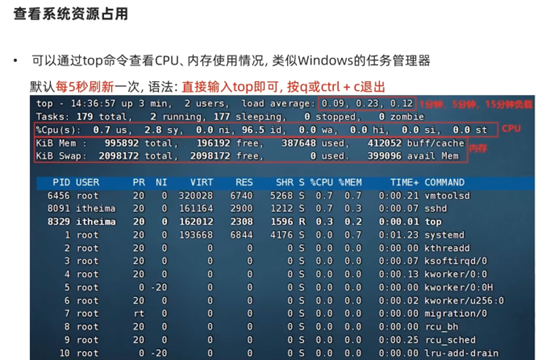 查看系统资源占用
• 可以通过top命令查看CPU、内存使用情况, 类似Windows的任务管理器
默认每5秒刷新一次, 语法: 直接输入top即可, 按q或ctrl + c退出
top - 14:36:57 up 3 min, 2 users, load average: 0.09, 0.23, 0.12 1分钟、5分钟、15分钟负载
Tasks: 179 total, 2 running, 177 sleeping, 0 stopped, 0 zombie
%Cpu(s): 0.7 us, 2.8 sy, 0.0 ni, 96.5 id, 0.0 wa, 0.0 hi, 0.0 si, 0.0 st CPU
KiB Mem : 995892 total, 196192 free, 387648 used, 412052 buff/cache
KiB Swap: 2098172 total, 2098172 free, 0 used. 399096 avail Mem 内存
PID USER PR NI VIRT RES SHR S %CPU %MEM TIME+ COMMAND
6456 root 20 0 320028 6740 5268 S 0.7 0.7 0:00.21 vmtoolsd
8091 itheima 20 0 161164 2900 1212 S 0.7 0.3 0:00.07 sshd
8329 itheima 20 0 162012 2308 1596 R 0.3 0.2 0:00.01 top
1 root 20 0 193668 6844 4176 S 0.0 0.7 0:01.23 systemd
2 root 20 0 0 0 0 S 0.0 0.0 0:00.00 kthreadd
3 root 20 0 0 0 0 S 0.0 0.0 0:00.07 ksoftirqd/0
4 root 20 0 0 0 0 S 0.0 0.0 0:00.13 kworker/0:0
5 root 0 -20 0 0 0 S 0.0 0.0 0:00.00 kworker/0:0H
6 root 20 0 0 0 0 S 0.0 0.0 0:00.02 kworker/u256:0
7 root rt 0 0 0 0 S 0.0 0.0 0:00.00 migration/0
8 root 20 0 0 0 0 S 0.0 0.0 0:00.00 rcu_bh
9 root 20 0 0 0 0 S 0.0 0.0 0:00.25 rcu_sched
10 root 0 -20 0 0 0 S 0.0 0.0 0:00.00 lru-add-drain